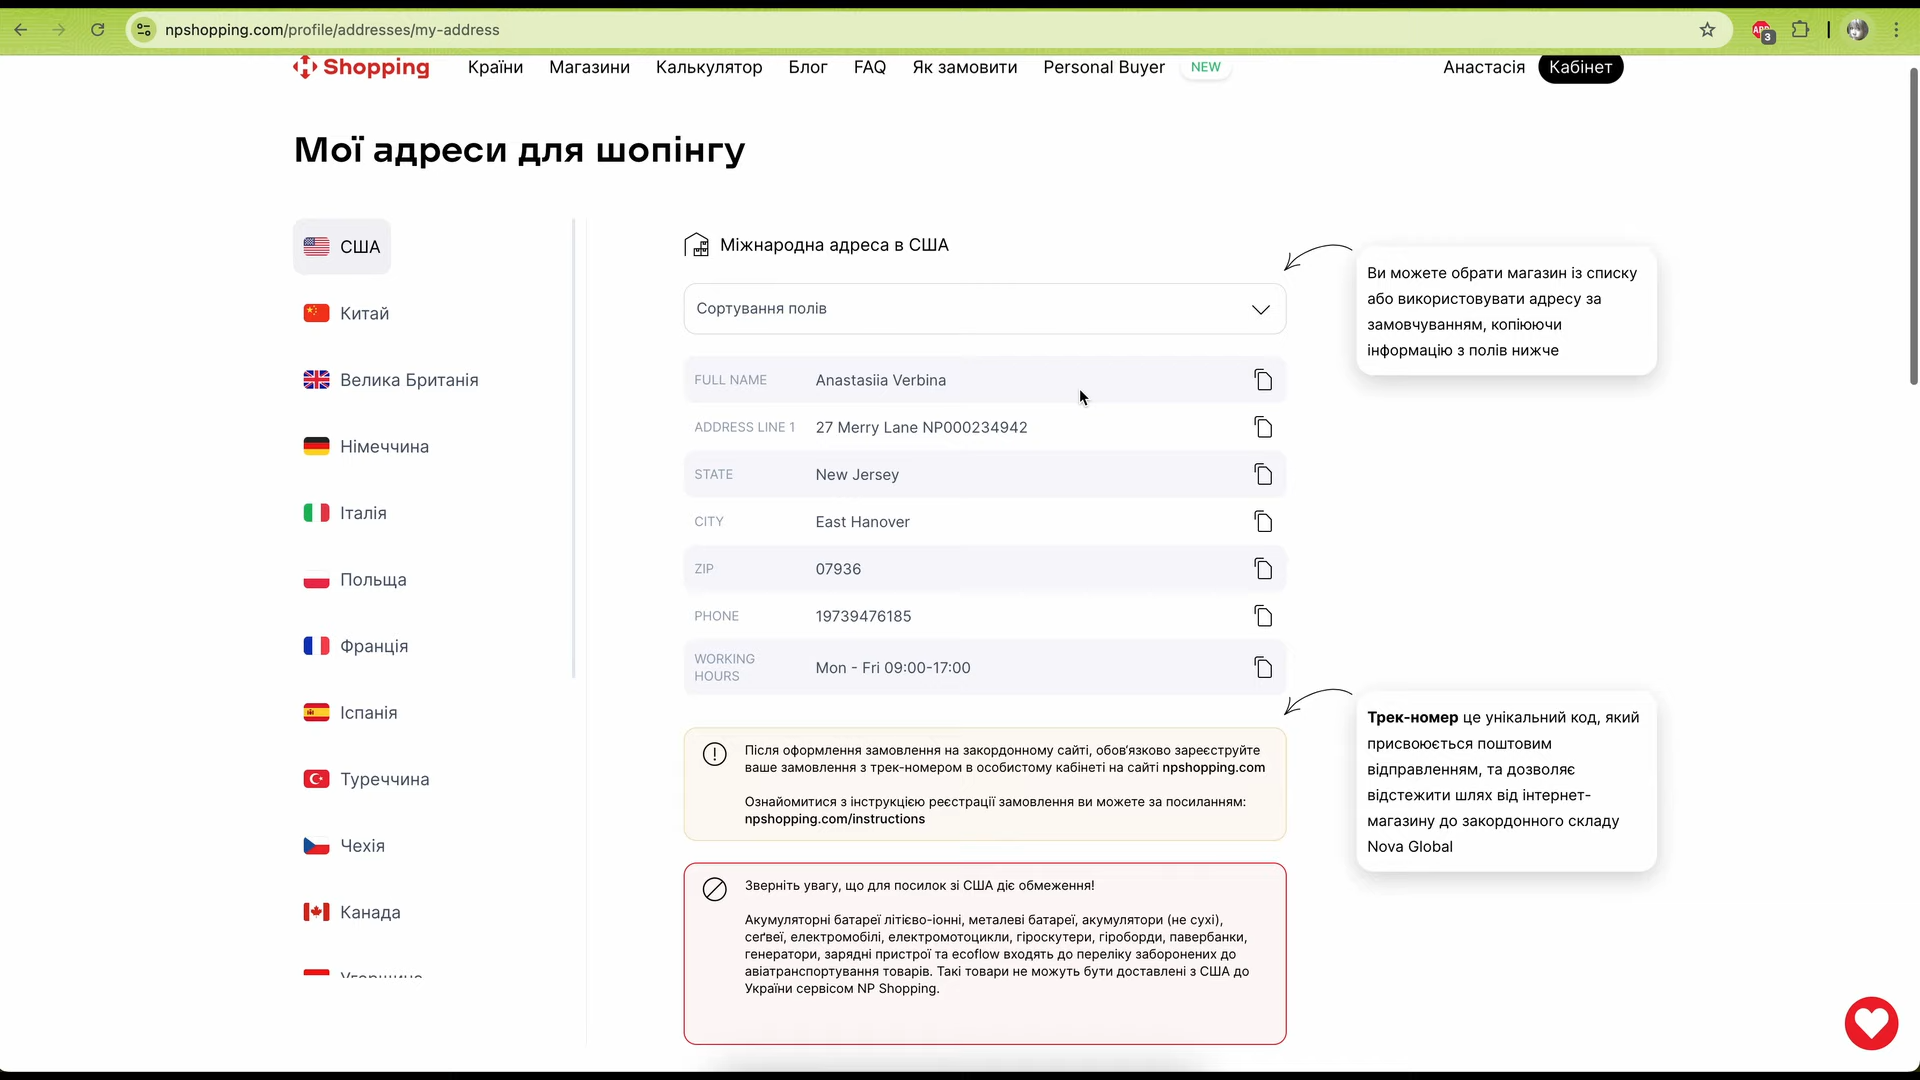 npshopping.com/profile/addresses/my-address
ABP 3
Shopping
Країни Магазини Калькулятор Блог FAQ Як замовити Personal Buyer NEW Анастасія Кабінет
Мої адреси для шопінгу
США
Китай
Велика Британія
Німеччина
Італія
Польща
Франція
Іспанія
Туреччина
Чехія
Канада
Угорщина
Міжнародна адреса в США
Сортування полів
FULL NAME Anastasiia Verbina
ADDRESS LINE 1 27 Merry Lane NP000234942
STATE New Jersey
CITY East Hanover
ZIP 07936
PHONE 19739476185
WORKING
HOURS
Mon - Fri 09:00-17:00
Після оформлення замовлення на закордонному сайті, обов’язково зареєструйте
ваше замовлення з трек-номером в особистому кабінеті на сайті npshopping.com
Ознайомитися з інструкцією реєстрації замовлення ви можете за посиланням:
npshopping.com/instructions
Зверніть увагу, що для посилок зі США діє обмеження!
Акумуляторні батареї літієво-іонні, металеві батареї, акумулятори (не сухі),
сеґвеї, електромобілі, електромотоцикли, гіроскутери, гіроборди, павербанки,
генератори, зарядні пристрої та ecoflow входять до переліку заборонених до
авіатранспортування товарів. Такі товари не можуть бути доставлені з США до
України сервісом NP Shopping.
Ви можете обрати магазин із списку
або використовувати адресу за
замовчуванням, копіюючи
інформацію з полів нижче
Трек-номер це унікальний код, який
присвоюється поштовим
відправленням, та дозволяє
відстежити шлях від інтернет-
магазину до закордонного складу
Nova Global